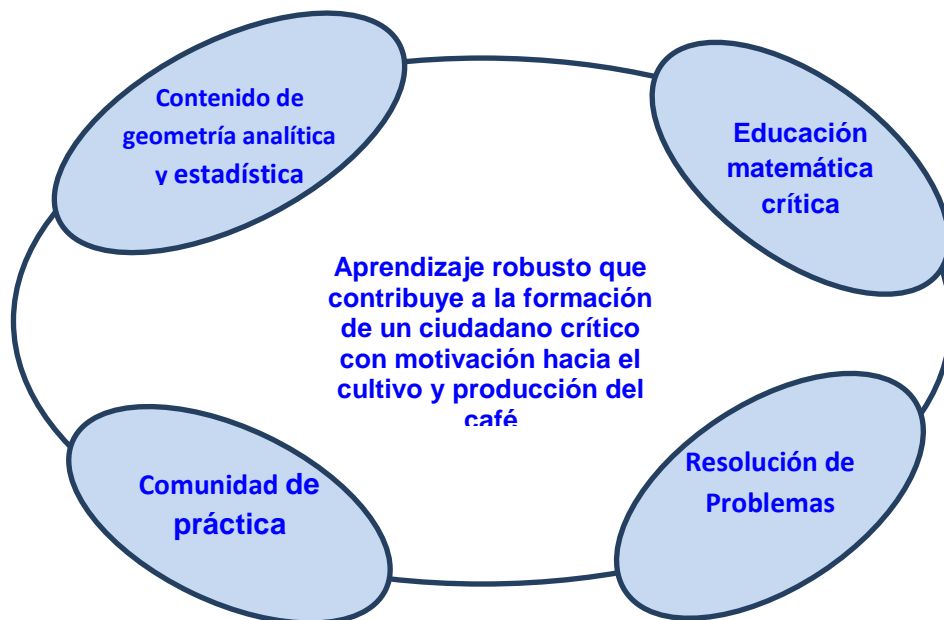 Contenido de
geometría analítica
y estadística
Educación
matemática
crítica
Aprendizaje robusto que
contribuye a la formación
de un ciudadano crítico
con motivación hacia el
cultivo y producción del
café
Comunidad de
práctica
Resolución de
Problemas